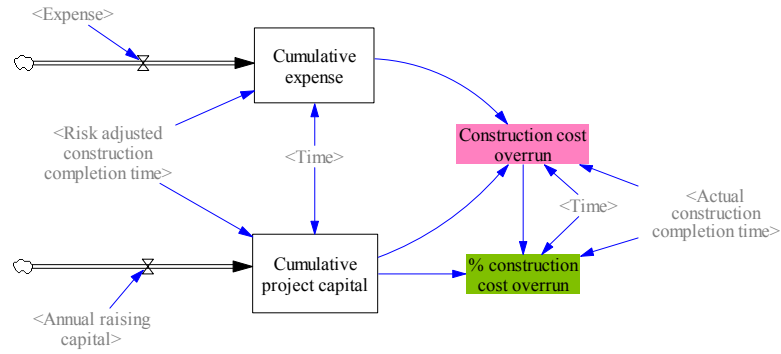 <Expense>
Cumulative
expense
<Risk adjusted
construction
completion time>
<Time>
Construction cost
overrun
<Time>
<Actual
construction
completion time>
Cumulative
project capital
% construction
cost overrun
<Annual raising
capital>